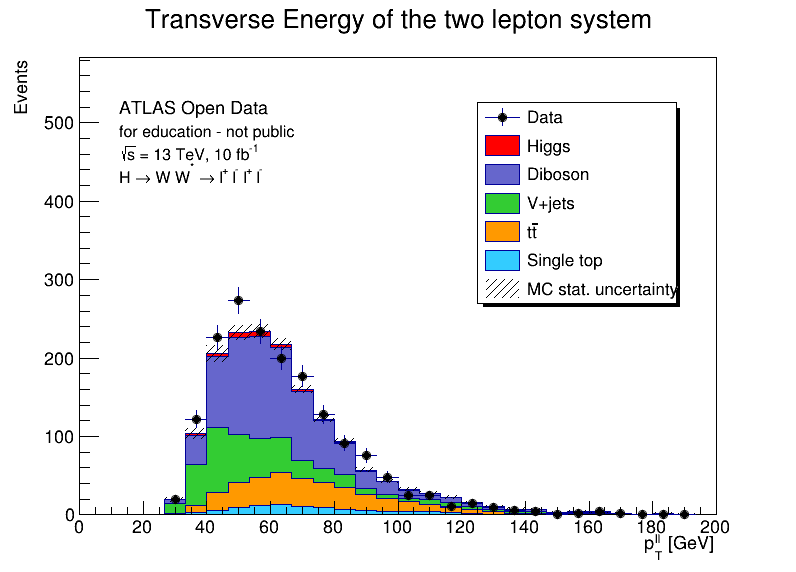 Transverse Energy of the two lepton system
Events
500
400
300
200
100
0
ATLAS Open Data
for education - not public
√s = 13 TeV, 10 fb⁻¹
H → W W* → l⁺ l⁻ l⁺ l⁻
Data
Higgs
Diboson
V+jets
tt̄
Single top
MC stat. uncertainty
0 20 40 60 80 100 120 140 160 180 200
p_T^ll [GeV]